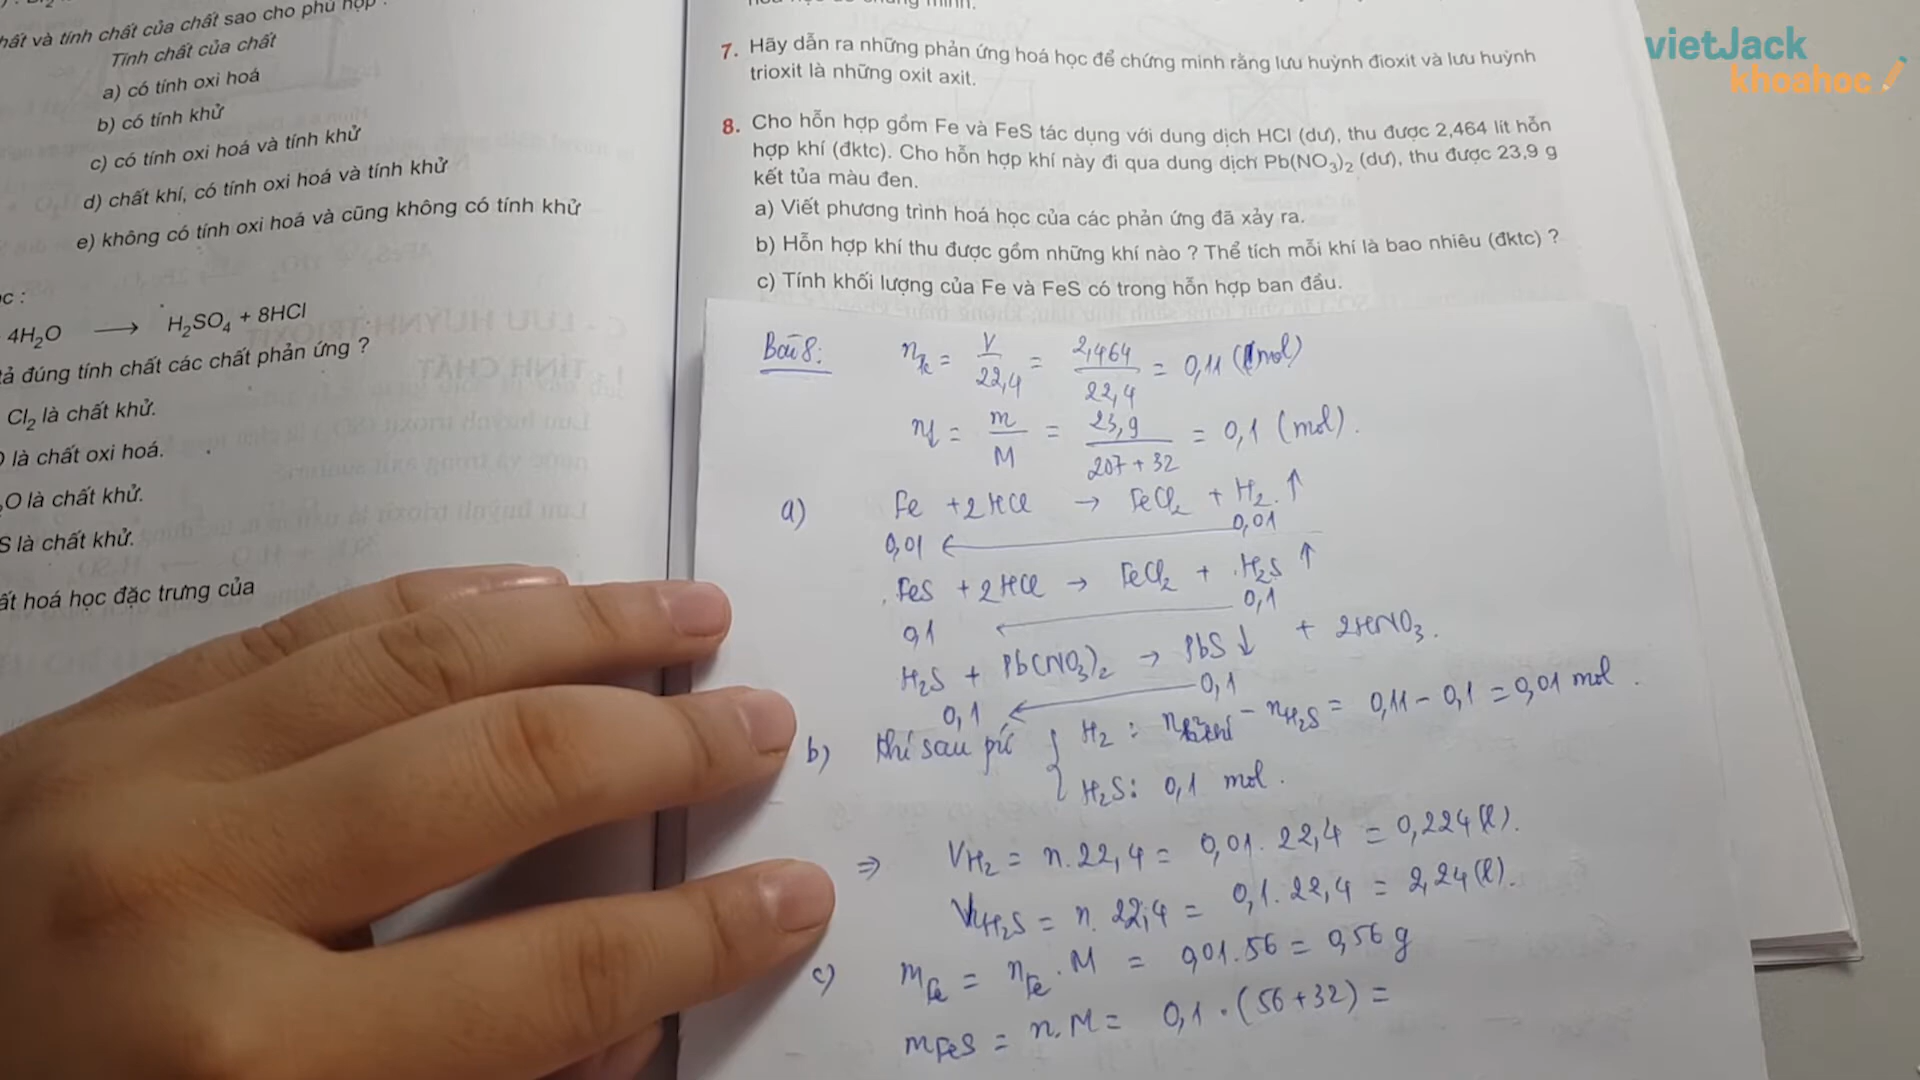 hất và tính chất của chất sao cho phù hợp :
Tính chất của chất
a) có tính oxi hoá
b) có tính khử
c) có tính oxi hoá và tính khử
d) chất khí, có tính oxi hoá và tính khử
e) không có tính oxi hoá và cũng không có tính khử
c :
4H₂O ⟶ H₂SO₄ + 8HCl
tả đúng tính chất các chất phản ứng ?
Cl₂ là chất khử.
O là chất oxi hoá.
₂O là chất khử.
S là chất khử.
ất hoá học đặc trưng của
7. Hãy dẫn ra những phản ứng hoá học để chứng minh rằng lưu huỳnh đioxit và lưu huỳnh
trioxit là những oxit axit.
8. Cho hỗn hợp gồm Fe và FeS tác dụng với dung dịch HCl (dư), thu được 2,464 lít hỗn
hợp khí (đktc). Cho hỗn hợp khí này đi qua dung dịch Pb(NO₃)₂ (dư), thu được 23,9 g
kết tủa màu đen.
a) Viết phương trình hoá học của các phản ứng đã xảy ra.
b) Hỗn hợp khí thu được gồm những khí nào ? Thể tích mỗi khí là bao nhiêu (đktc) ?
c) Tính khối lượng của Fe và FeS có trong hỗn hợp ban đầu.
Bài 8: = V/22,4 = 2,464/22,4 = 0,11 (mol)
n↓ = m/M = 23,9/207 + 32 = 0,1 (mol).
a) Fe + 2HCl → FeCl₂ + H₂ ↑
0,01 ← 0,01
FeS + 2HCl → FeCl₂ + H₂S ↑
0,1 ← 0,1
H₂S + Pb(NO₃)₂ → PbS ↓ + 2HNO₃.
0,1 ← 0,1
b) Khí sau pứ { H₂ : n khí - nH₂S = 0,11 - 0,1 = 0,01 mol.
H₂S: 0,1 mol.
⇒ VH₂ = n.22,4 = 0,01.22,4 = 0,224 (l).
VH₂S = n.22,4 = 0,1.22,4 = 2,24 (l).
c) mFe = nFe.M = 0,01.56 = 0,56 g
mFeS = n.M = 0,1.(56+32) =
vietJack
khoahoc